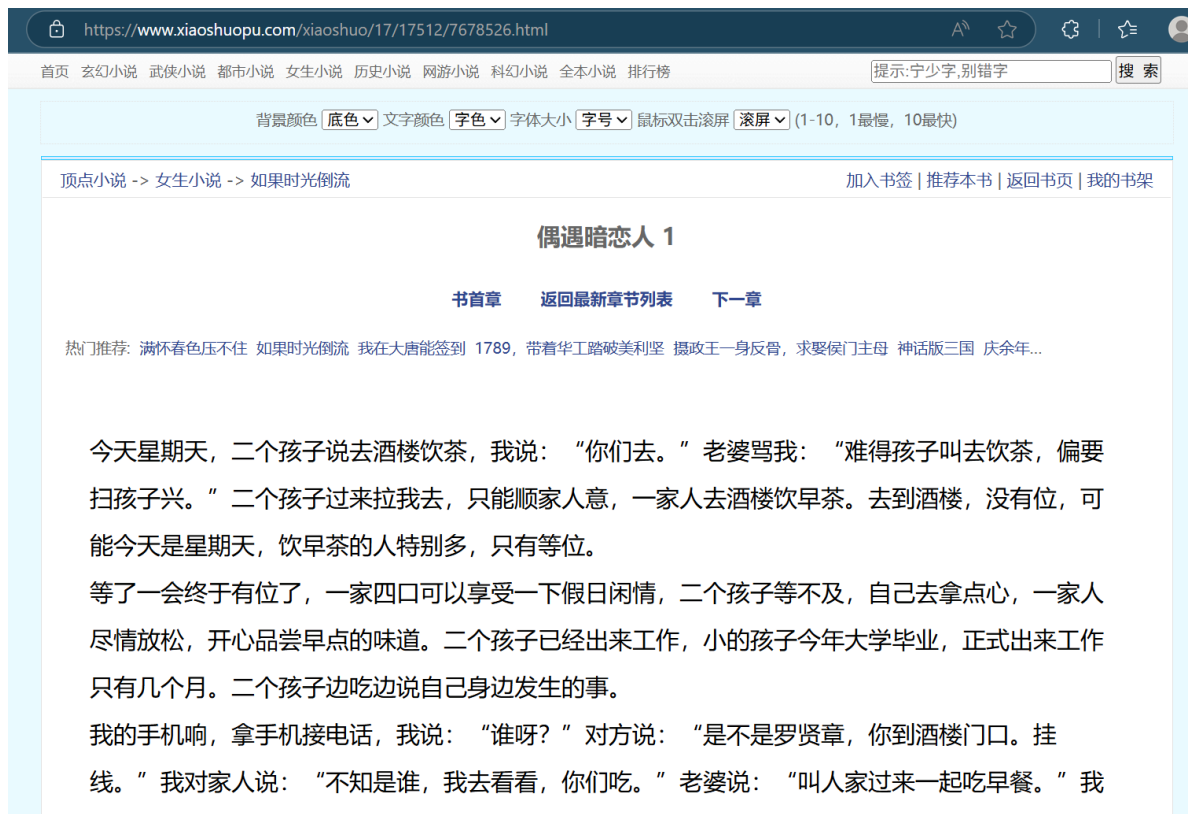 https://www.xiaoshuopu.com/xiaoshuo/17/17512/7678526.html
首页 玄幻小说 武侠小说 都市小说 女生小说 历史小说 网游小说 科幻小说 全本小说 排行榜 提示:宁少字,别错字 搜 索
背景颜色 底色 文字颜色 字色 字体大小 字号 鼠标双击滚屏 滚屏 (1-10，1最慢，10最快)
顶点小说 -> 女生小说 -> 如果时光倒流 加入书签 | 推荐本书 | 返回书页 | 我的书架
偶遇暗恋人 1
书首章 返回最新章节列表 下一章
热门推荐: 满怀春色压不住 如果时光倒流 我在大唐能签到 1789，带着华工踏破美利坚 摄政王一身反骨，求娶侯门主母 神话版三国 庆余年...
今天星期天，二个孩子说去酒楼饮茶，我说：“你们去。”老婆骂我：“难得孩子叫去饮茶，偏要
扫孩子兴。”二个孩子过来拉我去，只能顺家人意，一家人去酒楼饮早茶。去到酒楼，没有位，可
能今天是星期天，饮早茶的人特别多，只有等位。
等了一会终于有位了，一家四口可以享受一下假日闲情，二个孩子等不及，自己去拿点心，一家人
尽情放松，开心品尝早点的味道。二个孩子已经出来工作，小的孩子今年大学毕业，正式出来工作
只有几个月。二个孩子边吃边说自己身边发生的事。
我的手机响，拿手机接电话，我说：“谁呀？”对方说：“是不是罗贤章，你到酒楼门口。挂
线。”我对家人说：“不知是谁，我去看看，你们吃。”老婆说：“叫人家过来一起吃早餐。”我